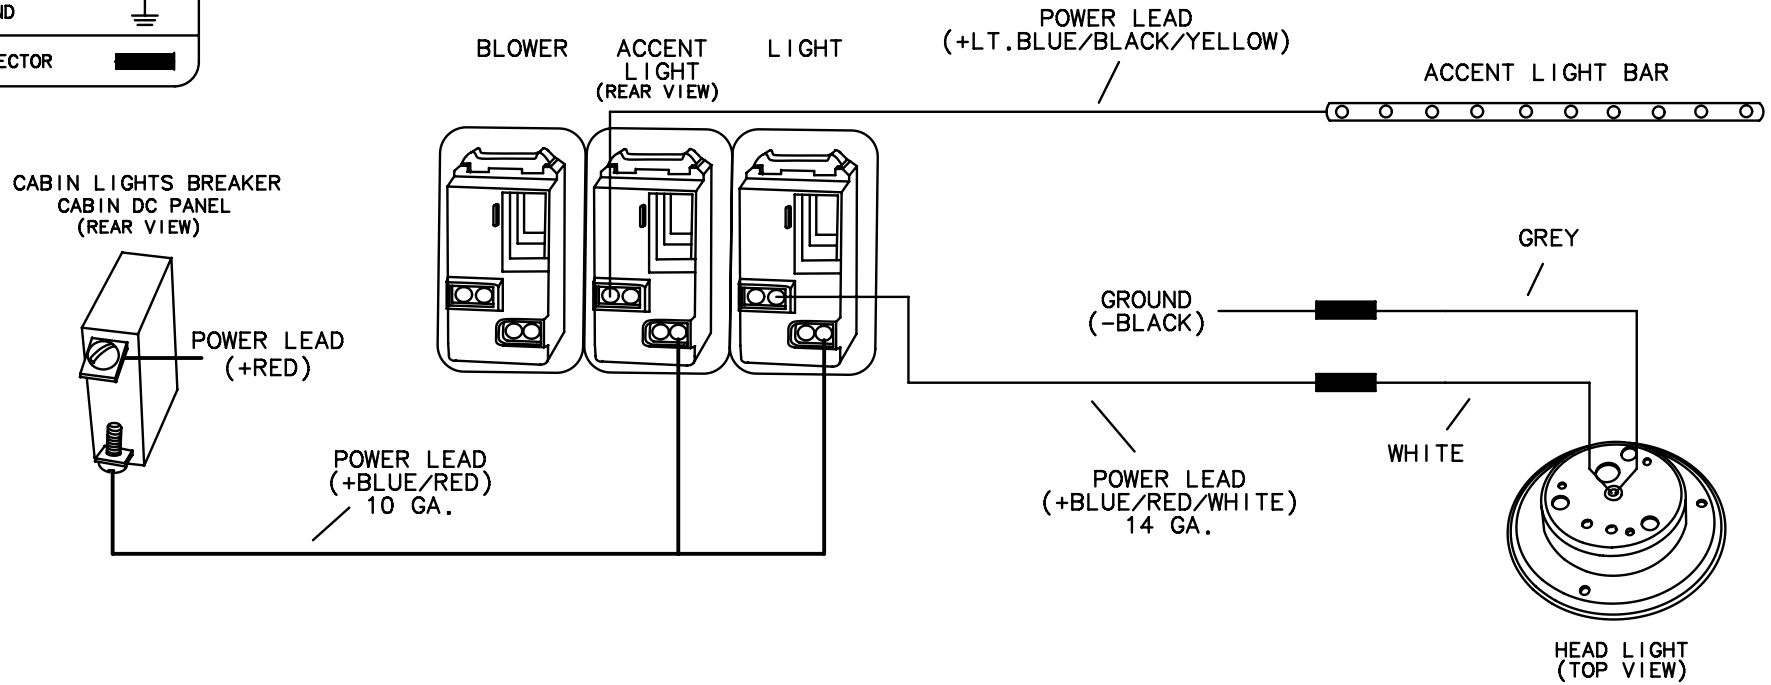 BLOWER
ACCENT
LIGHT
(REAR VIEW)
LIGHT
POWER LEAD
(+LT.BLUE/BLACK/YELLOW)
ACCENT LIGHT BAR
CABIN LIGHTS BREAKER
CABIN DC PANEL
(REAR VIEW)
POWER LEAD
(+RED)
POWER LEAD
(+BLUE/RED)
10 GA.
GROUND
(-BLACK)
GREY
WHITE
POWER LEAD
(+BLUE/RED/WHITE)
14 GA.
HEAD LIGHT
(TOP VIEW)